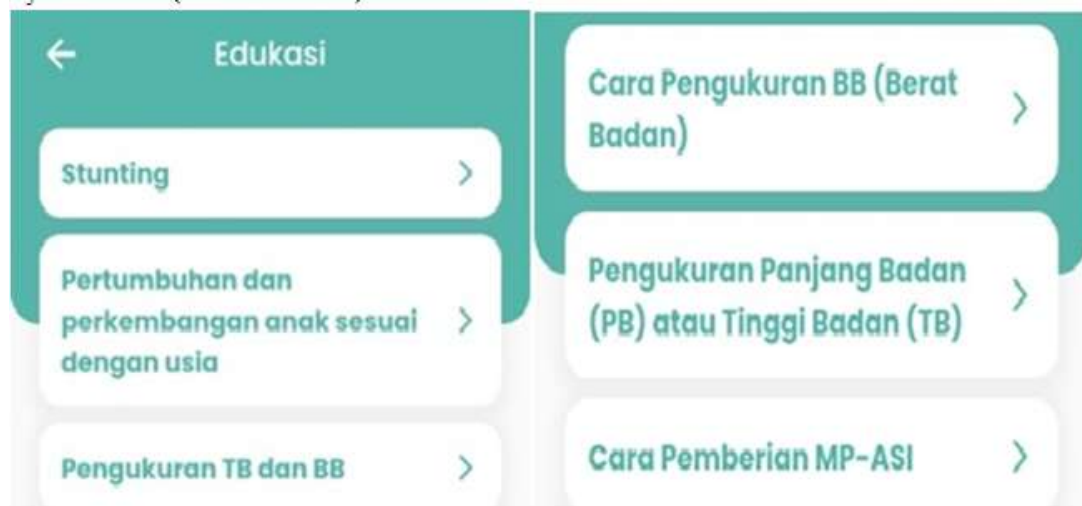 Edukasi
Stunting
Pertumbuhan dan
perkembangan anak sesuai
dengan usia
Pengukuran TB dan BB
Cara Pengukuran BB (Berat
Badan)
Pengukuran Panjang Badan
(PB) atau Tinggi Badan (TB)
Cara Pemberian MP-ASI